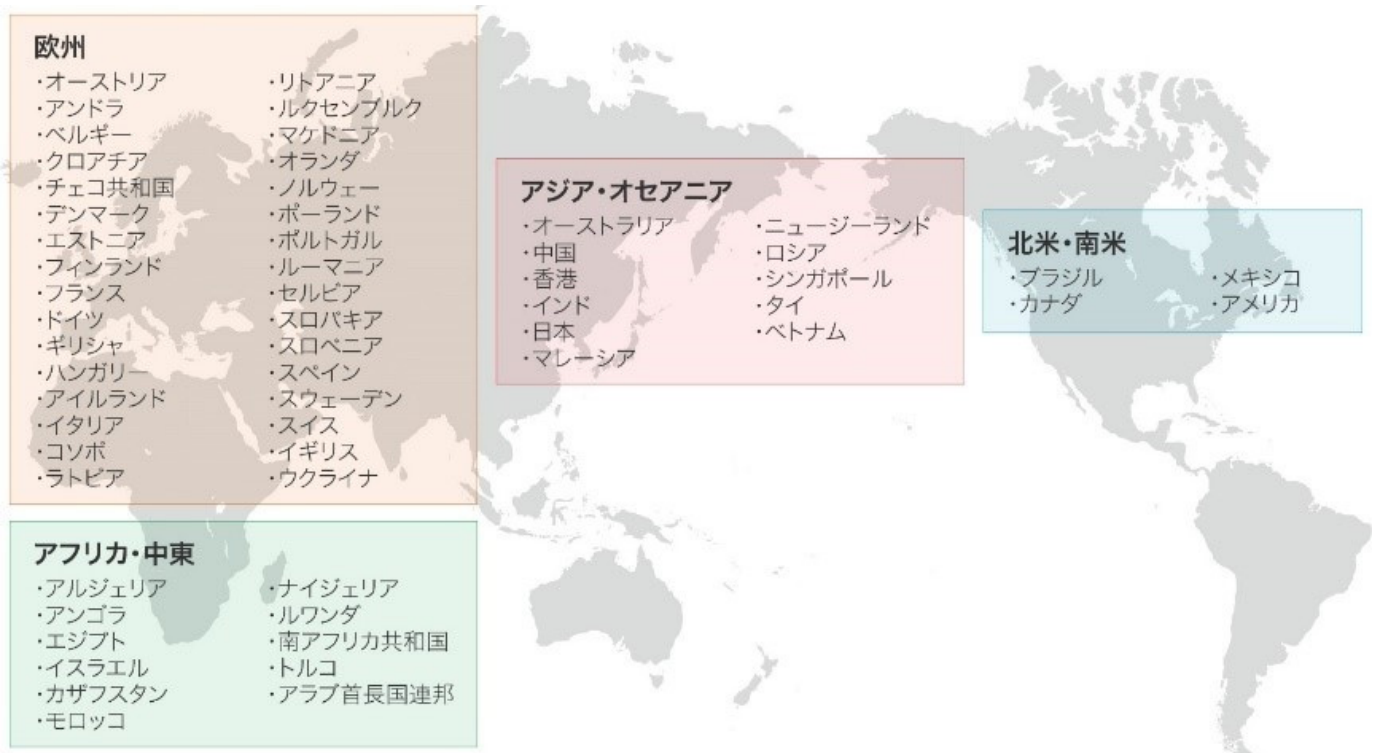 欧州
・オーストリア
・アンドラ
・ベルギー
・クロアチア
・チェコ共和国
・デンマーク
・エストニア
・フィンランド
・フランス
・ドイツ
・ギリシャ
・ハンガリー
・アイルランド
・イタリア
・コソボ
・ラトビア
・リトアニア
・ルクセンブルク
・マケドニア
・オランダ
・ノルウェー
・ポーランド
・ポルトガル
・ルーマニア
・セルビア
・スロバキア
・スロベニア
・スペイン
・スウェーデン
・スイス
・イギリス
・ウクライナ
アジア・オセアニア
・オーストラリア
・中国
・香港
・インド
・日本
・マレーシア
・ニュージーランド
・ロシア
・シンガポール
・タイ
・ベトナム
北米・南米
・ブラジル
・カナダ
・メキシコ
・アメリカ
アフリカ・中東
・アルジェリア
・アンゴラ
・エジプト
・イスラエル
・カザフスタン
・モロッコ
・ナイジェリア
・ルワンダ
・南アフリカ共和国
・トルコ
・アラブ首長国連邦